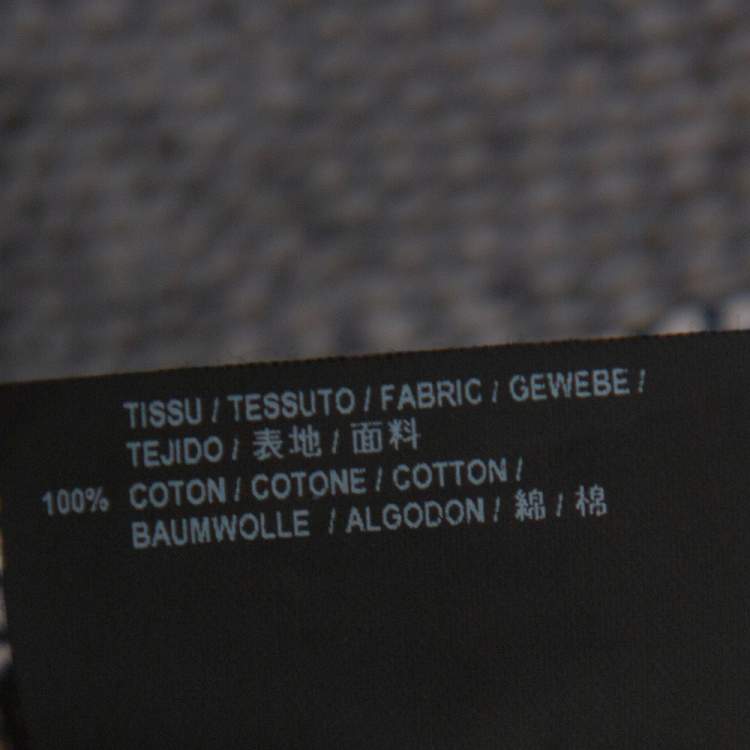 TISSU / TESSUTO / FABRIC / GEWEBE /
TEJIDO / 表地 / 面料
100% COTON / COTONE / COTTON /
BAUMWOLLE / ALGODON / 綿 / 棉